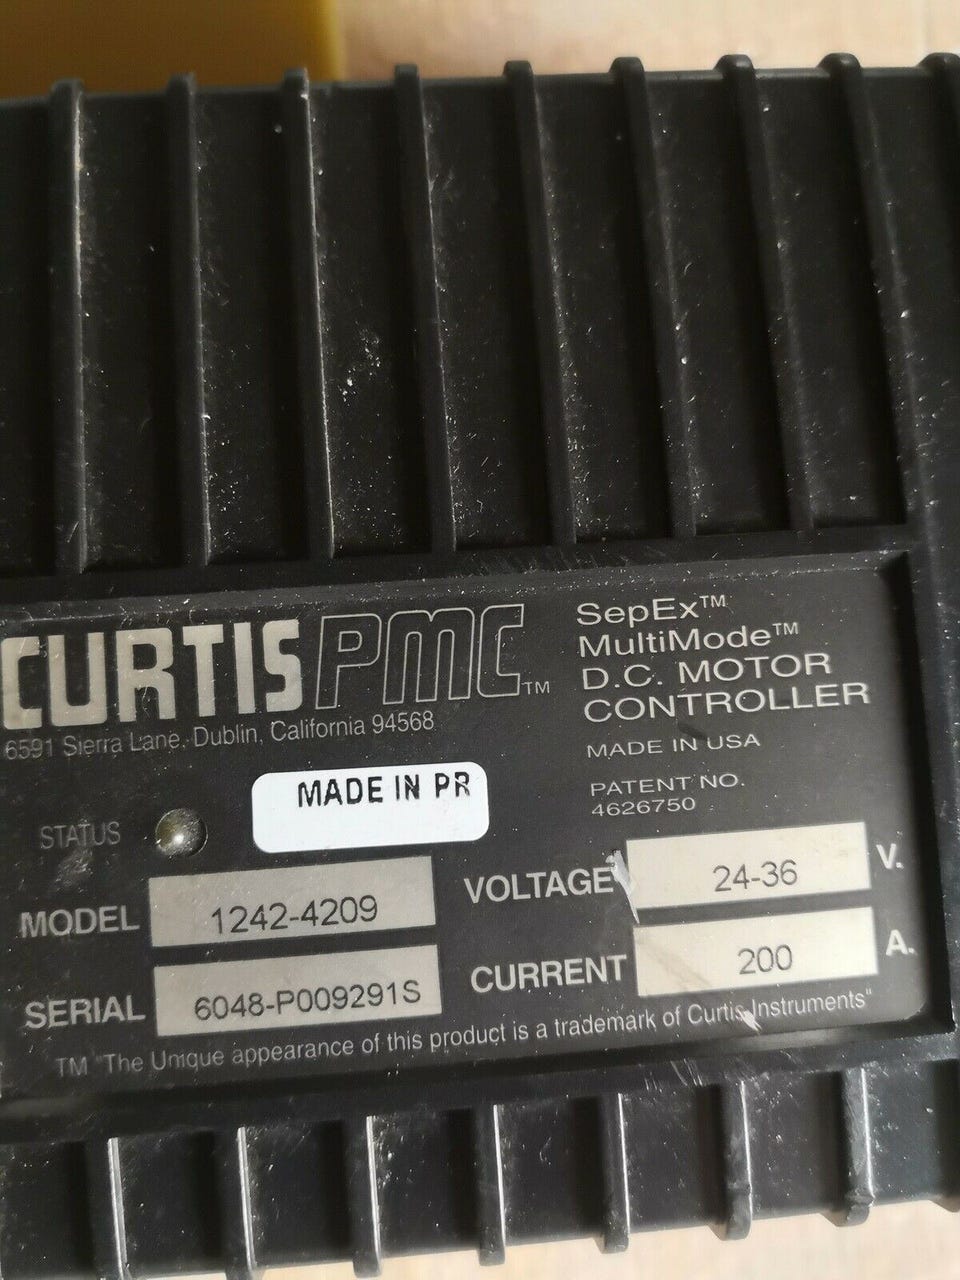 CURTIS PMC™
6591 Sierra Lane, Dublin, California 94568
SepEx™
MultiMode™
D.C. MOTOR
CONTROLLER
MADE IN USA
PATENT NO.
4626750
MADE IN PR
STATUS
MODEL 1242-4209
SERIAL 6048-P009291S
VOLTAGE 24-36 V.
CURRENT 200 A.
TM "The Unique appearance of this product is a trademark of Curtis Instruments"